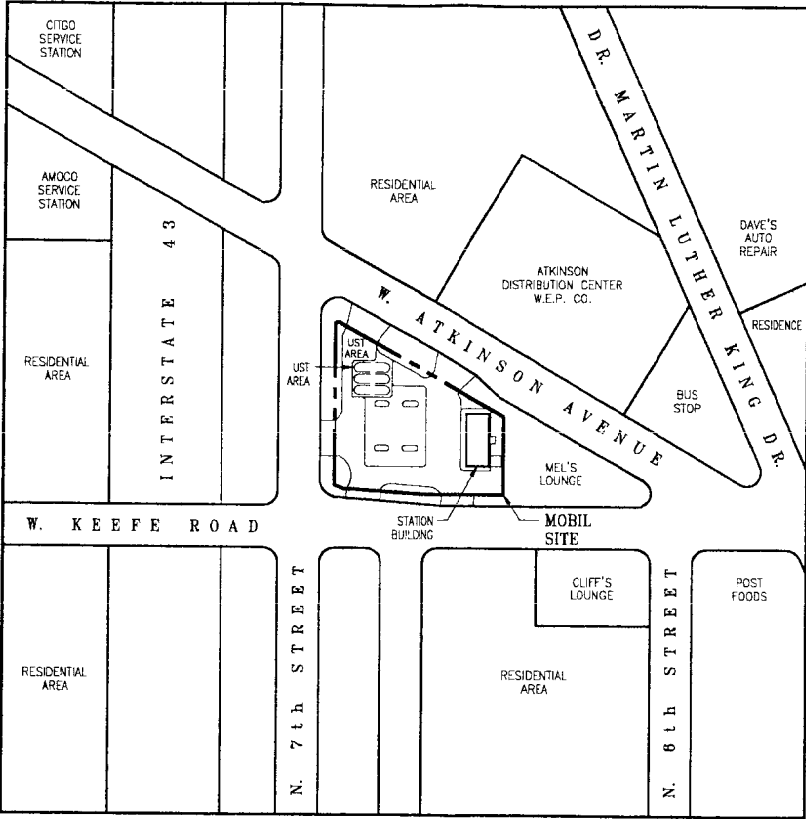 CITGO
SERVICE
STATION
DR. MARTIN LUTHER KING DR.
AMOCO
SERVICE
STATION
RESIDENTIAL
AREA
INTERSTATE 43
DAVE'S
AUTO
REPAIR
ATKINSON
DISTRIBUTION CENTER
W.E.P. CO.
W. ATKINSON AVENUE
RESIDENCE
UST
AREA
UST
AREA
RESIDENTIAL
AREA
BUS
STOP
MEL'S
LOUNGE
W. KEEFE ROAD
STATION
BUILDING
MOBIL
SITE
N. 7th STREET
CLIFF'S
LOUNGE
N. 6th STREET
POST
FOODS
RESIDENTIAL
AREA
RESIDENTIAL
AREA